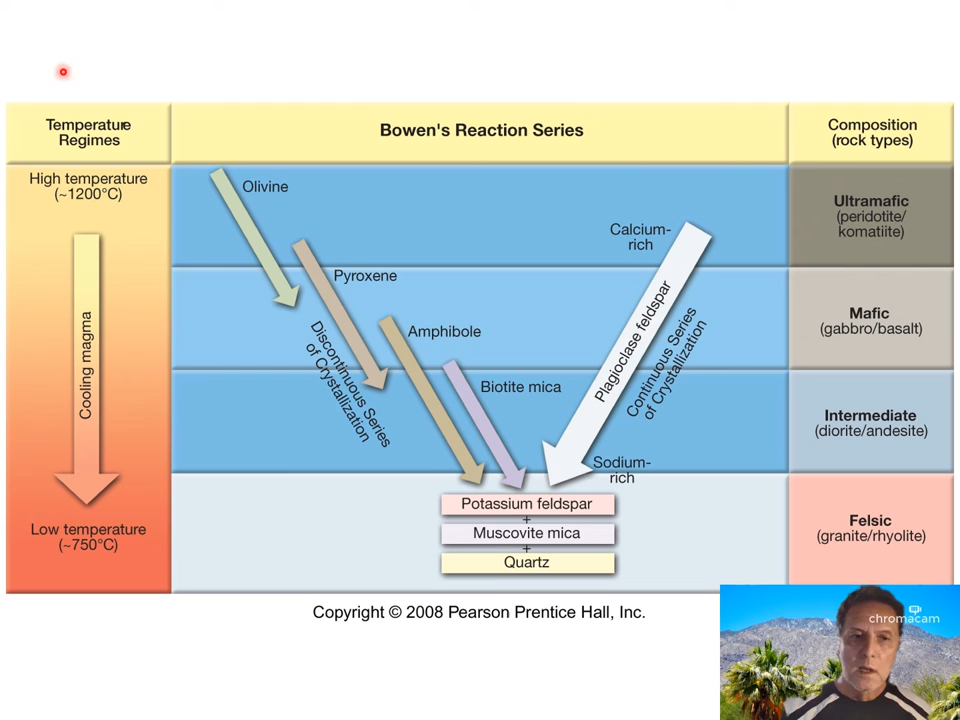 Temperature
Regimes
Bowen's Reaction Series
Composition
(rock types)
High temperature
(~1200°C)
Cooling magma
Low temperature
(~750°C)
Olivine
Pyroxene
Amphibole
Biotite mica
Discontinuous Series
of Crystallization
Calcium-
rich
Plagioclase feldspar
Continuous Series
of Crystallization
Sodium-
rich
Potassium feldspar
+
Muscovite mica
+
Quartz
Ultramafic
(peridotite/
komatiite)
Mafic
(gabbro/basalt)
Intermediate
(diorite/andesite)
Felsic
(granite/rhyolite)
Copyright © 2008 Pearson Prentice Hall, Inc.
chromacam